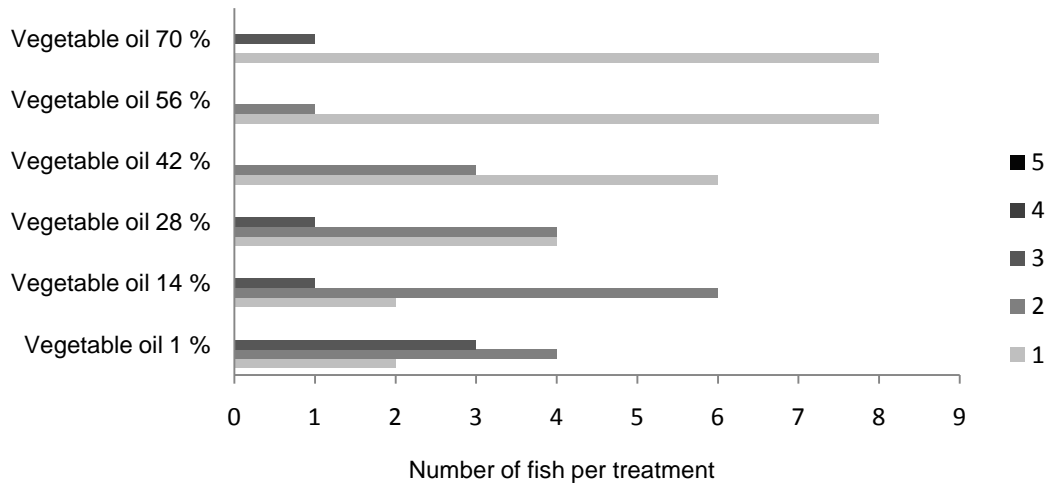 Vegetable oil 70 %
Vegetable oil 56 %
Vegetable oil 42 %
Vegetable oil 28 %
Vegetable oil 14 %
Vegetable oil 1 %
5
4
3
2
1
0 1 2 3 4 5 6 7 8 9
Number of fish per treatment